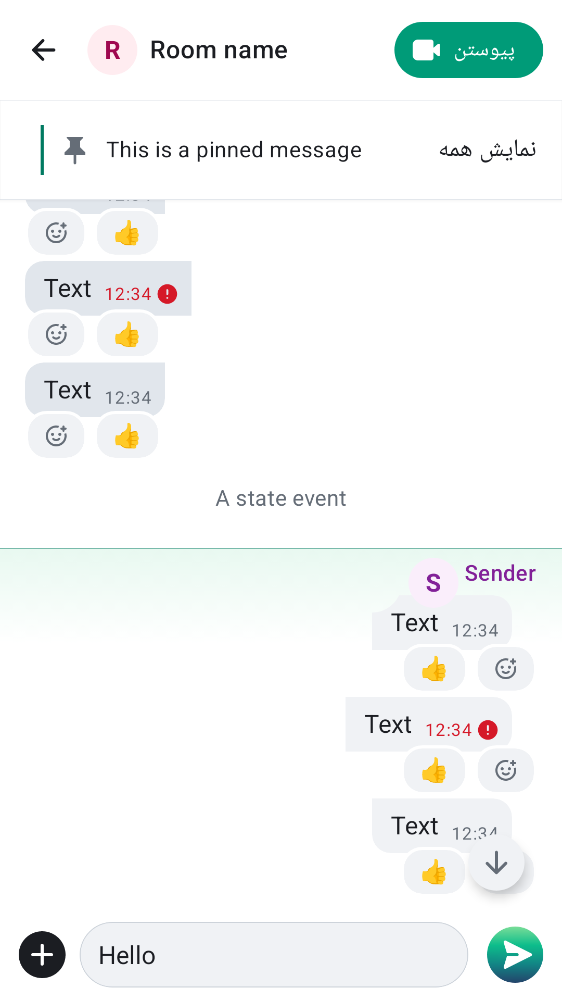 R Room name پیوستن
This is a pinned message نمایش همه
Text 12:34
Text 12:34
A state event
S Sender
Text 12:34
Text 12:34
Text 12:34
Hello